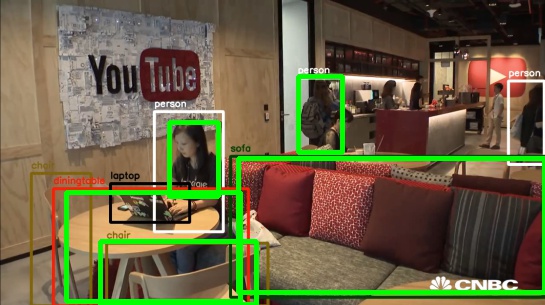 YouTube
person
person
person
sofa
chair
laptop
diningtable
chair
CNBC